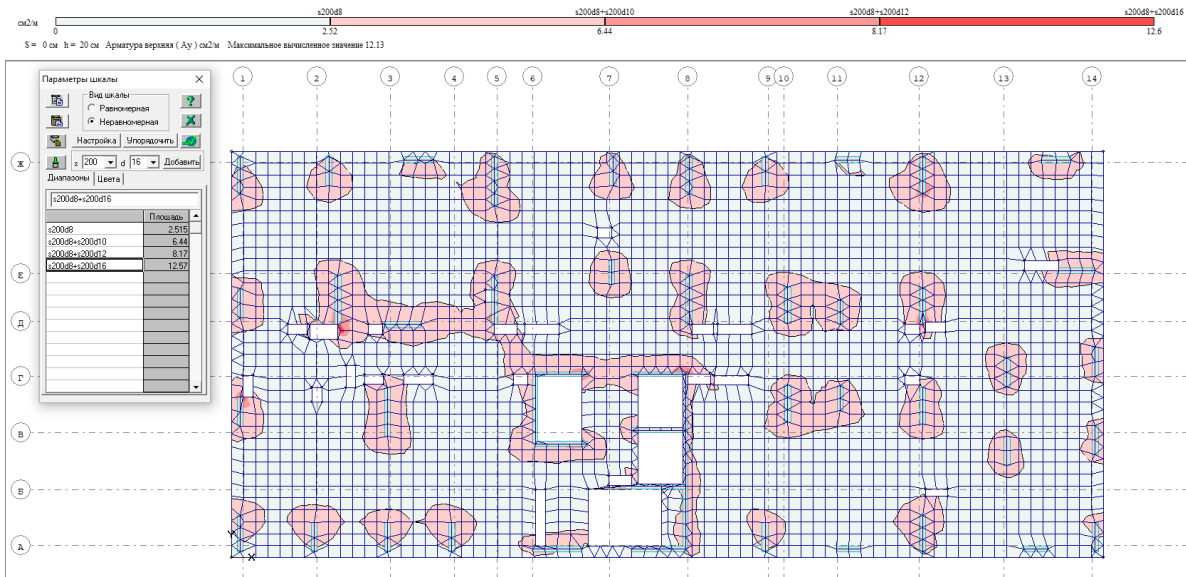 s200d8 s200d8+s200d10 s200d8+s200d12 s200d8+s200d16
см2/м
0 2.52 6.44 8.17 12.6
S = 0 см h = 20 см Арматура верхняя ( Ау ) см2/м Максимальное вычисленное значение 12.13
Параметры шкалы
Вид шкалы
Равномерная
Неравномерная
Настройка Упорядочить
s 200 d 16 Добавить
Диапазоны Цвета
s200d8+s200d16
Площадь
s200d8 2.515
s200d8+s200d10 6.44
s200d8+s200d12 8.17
s200d8+s200d16 12.57
1 2 3 4 5 6 7 8 9 10 11 12 13 14
Ж
Е
Д
Г
В
Б
А
Y
X